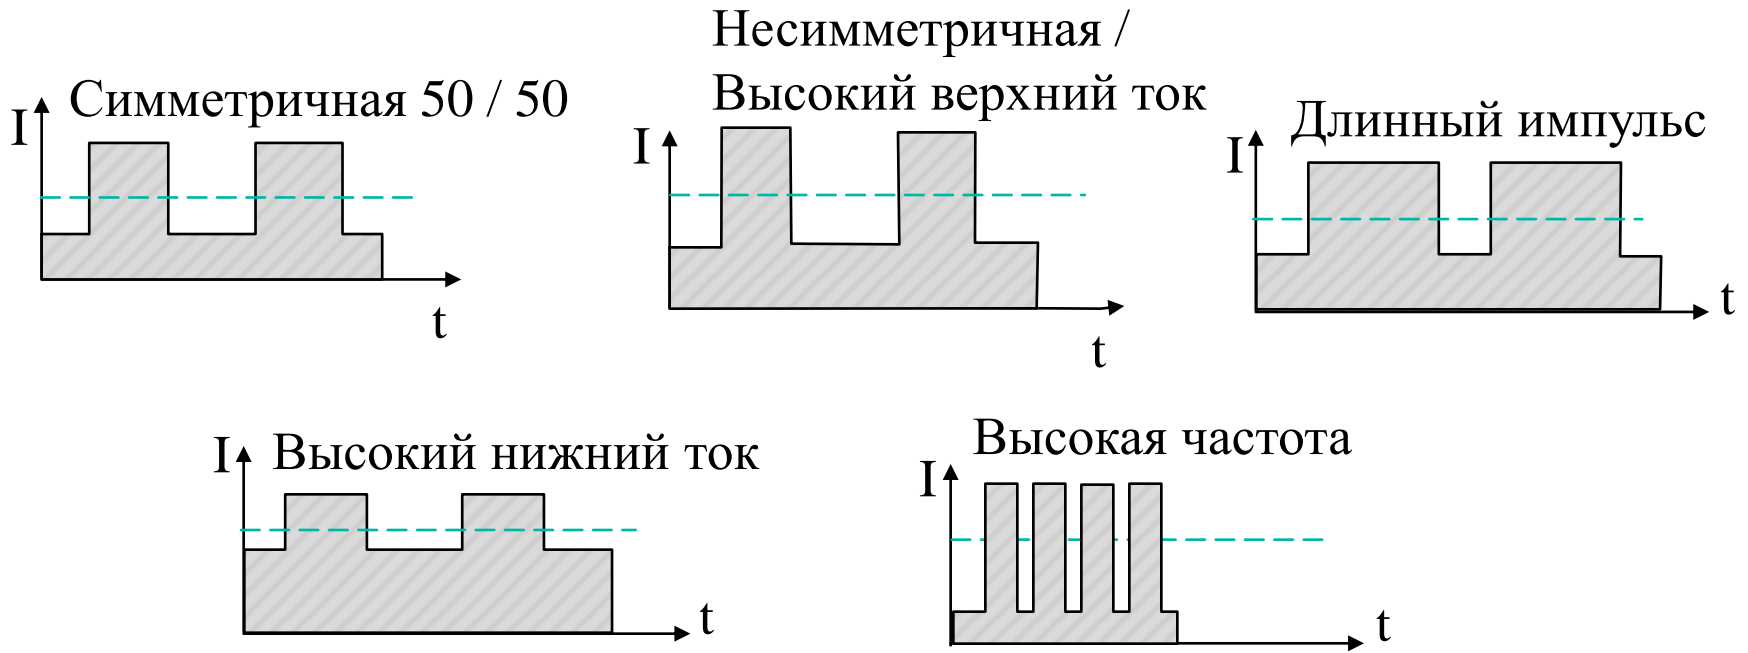 Симметричная 50 / 50
I
t
Несимметричная /
Высокий верхний ток
I
t
Длинный импульс
I
t
Высокий нижний ток
I
t
Высокая частота
I
t